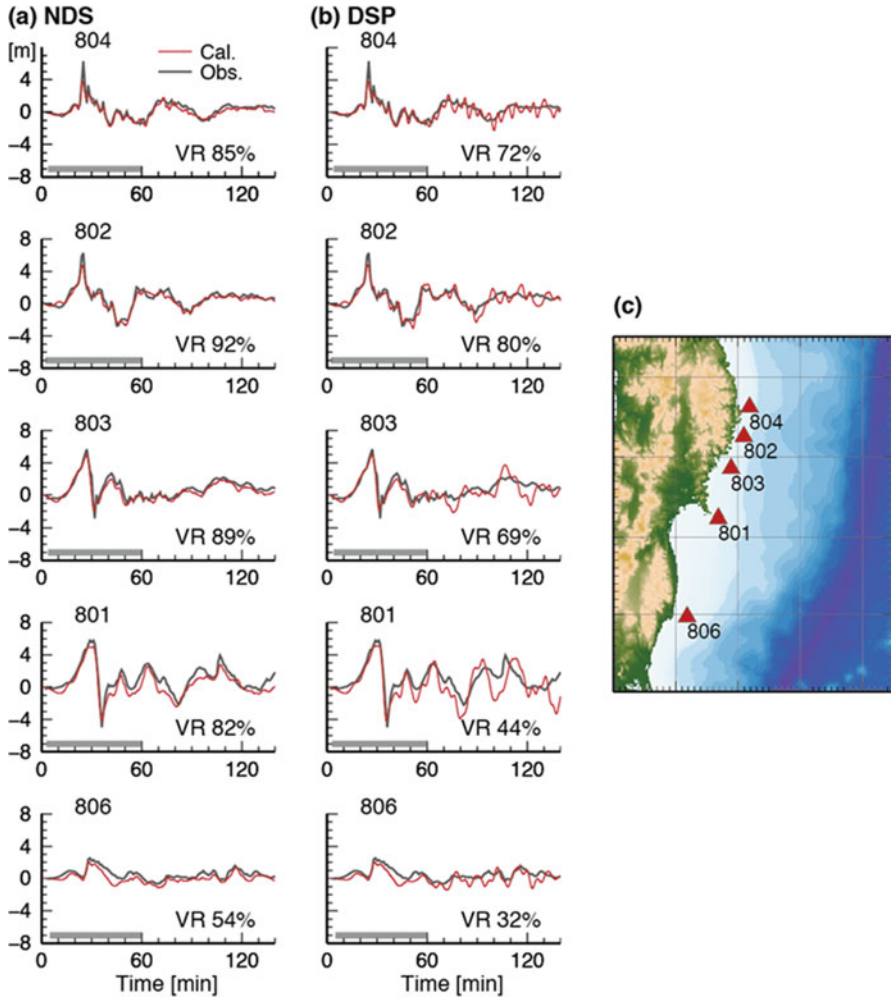 (a) NDS
(b) DSP
[m]
804
Cal.
Obs.
804
4
0
−4
−8
VR 85%
VR 72%
0 60 120
0 60 120
802
802
8
4
0
−4
−8
VR 92%
VR 80%
0 60 120
0 60 120
803
803
8
4
0
−4
−8
VR 89%
VR 69%
0 60 120
0 60 120
801
801
8
4
0
−4
−8
VR 82%
VR 44%
0 60 120
0 60 120
806
806
8
4
0
−4
−8
VR 54%
VR 32%
0 60 120
0 60 120
Time [min]
Time [min]
(c)
804
802
803
801
806